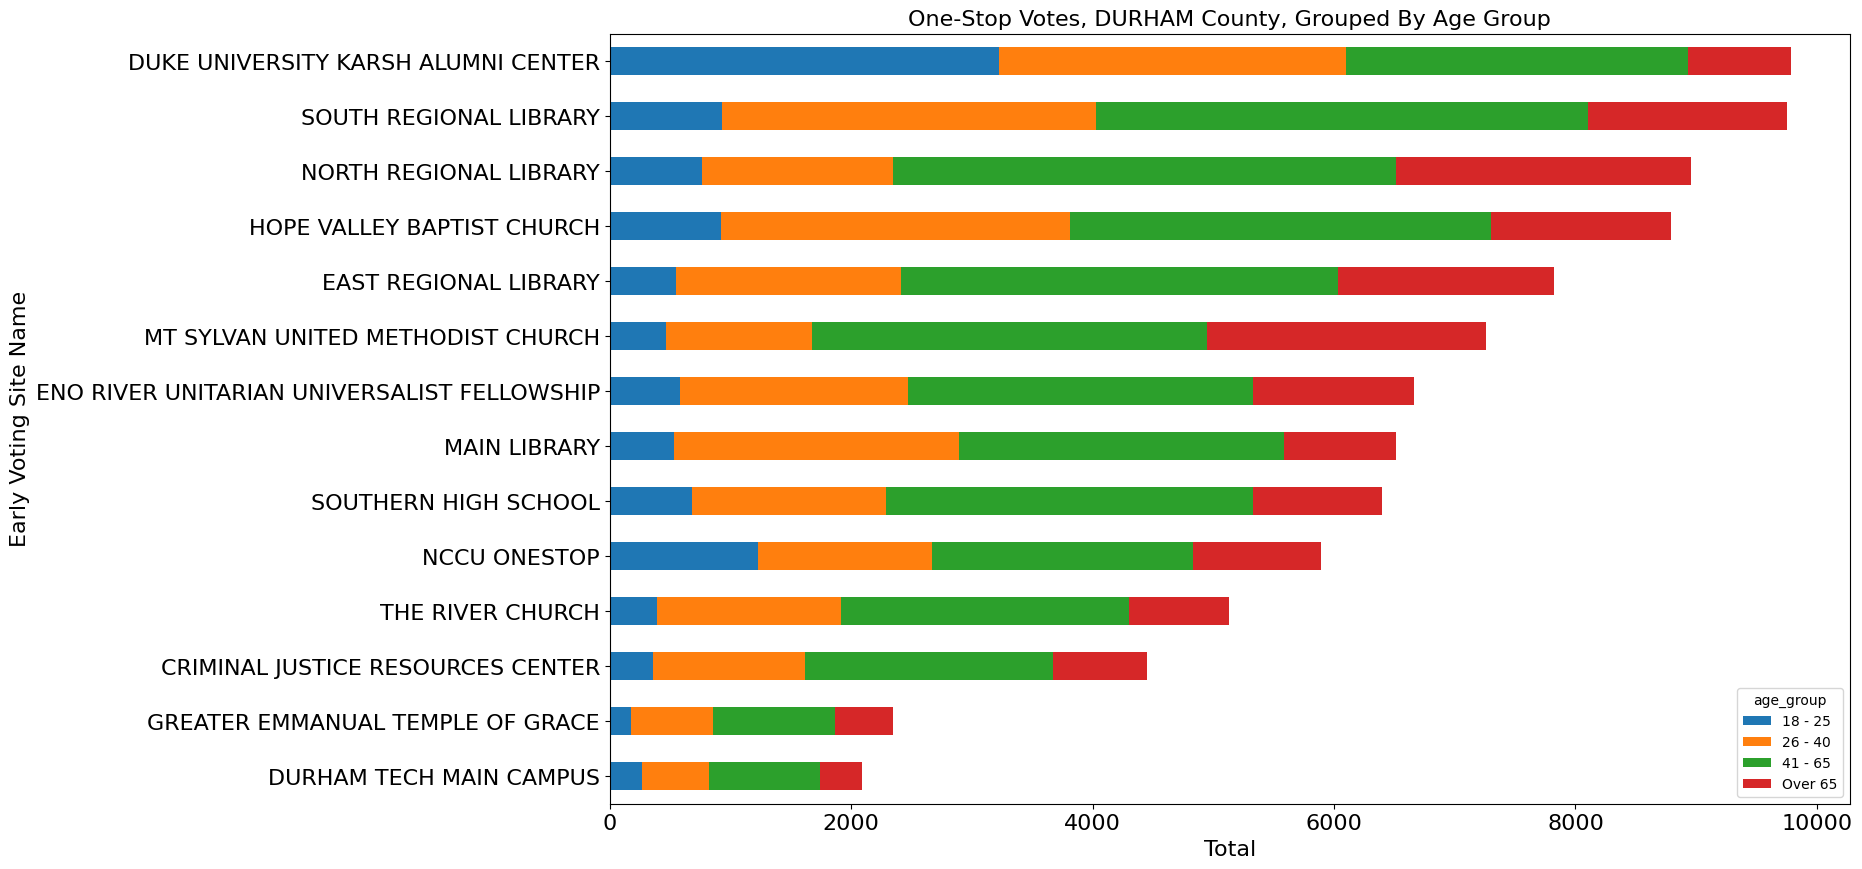 One-Stop Votes, DURHAM County, Grouped By Age Group
Early Voting Site Name
DUKE UNIVERSITY KARSH ALUMNI CENTER
SOUTH REGIONAL LIBRARY
NORTH REGIONAL LIBRARY
HOPE VALLEY BAPTIST CHURCH
EAST REGIONAL LIBRARY
MT SYLVAN UNITED METHODIST CHURCH
ENO RIVER UNITARIAN UNIVERSALIST FELLOWSHIP
MAIN LIBRARY
SOUTHERN HIGH SCHOOL
NCCU ONESTOP
THE RIVER CHURCH
CRIMINAL JUSTICE RESOURCES CENTER
GREATER EMMANUAL TEMPLE OF GRACE
DURHAM TECH MAIN CAMPUS
age_group
18 - 25
26 - 40
41 - 65
Over 65
0 2000 4000 6000 8000 10000
Total